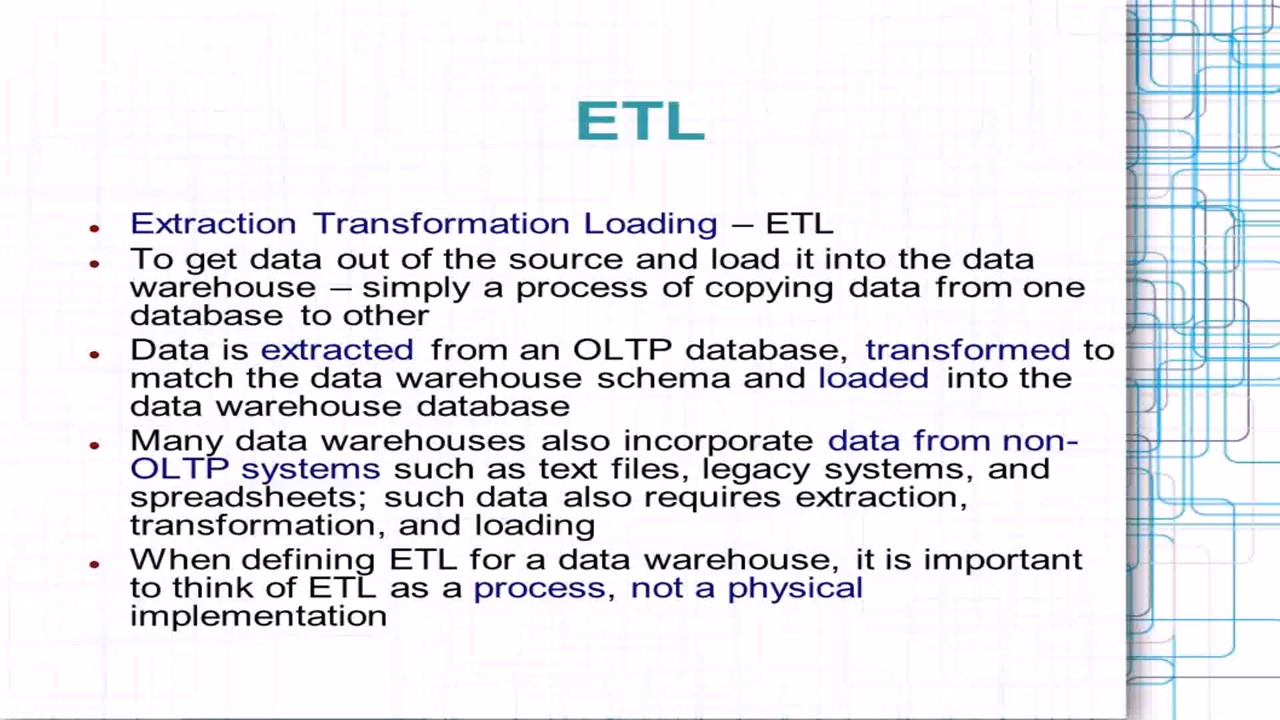 ETL
• Extraction Transformation Loading – ETL
• To get data out of the source and load it into the data
warehouse – simply a process of copying data from one
database to other
• Data is extracted from an OLTP database, transformed to
match the data warehouse schema and loaded into the
data warehouse database
• Many data warehouses also incorporate data from non-
OLTP systems such as text files, legacy systems, and
spreadsheets; such data also requires extraction,
transformation, and loading
• When defining ETL for a data warehouse, it is important
to think of ETL as a process, not a physical
implementation